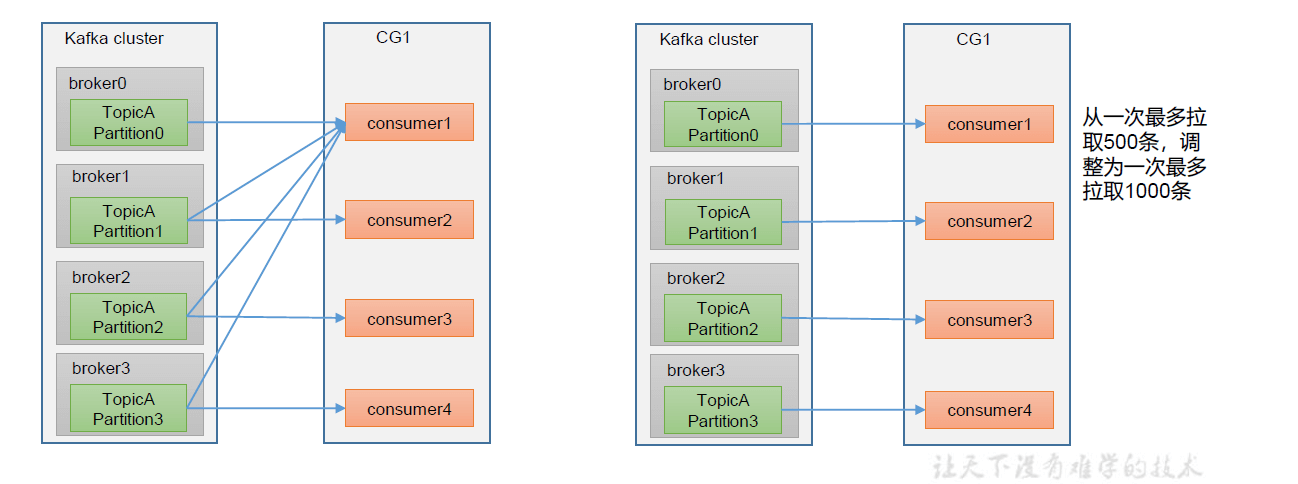 Kafka cluster
broker0
TopicA
Partition0
broker1
TopicA
Partition1
broker2
TopicA
Partition2
broker3
TopicA
Partition3
CG1
consumer1
consumer2
consumer3
consumer4
Kafka cluster
broker0
TopicA
Partition0
broker1
TopicA
Partition1
broker2
TopicA
Partition2
broker3
TopicA
Partition3
CG1
consumer1
consumer2
consumer3
consumer4
从一次最多拉
取500条，调
整为一次最多
拉取1000条
让天下没有难学的技术